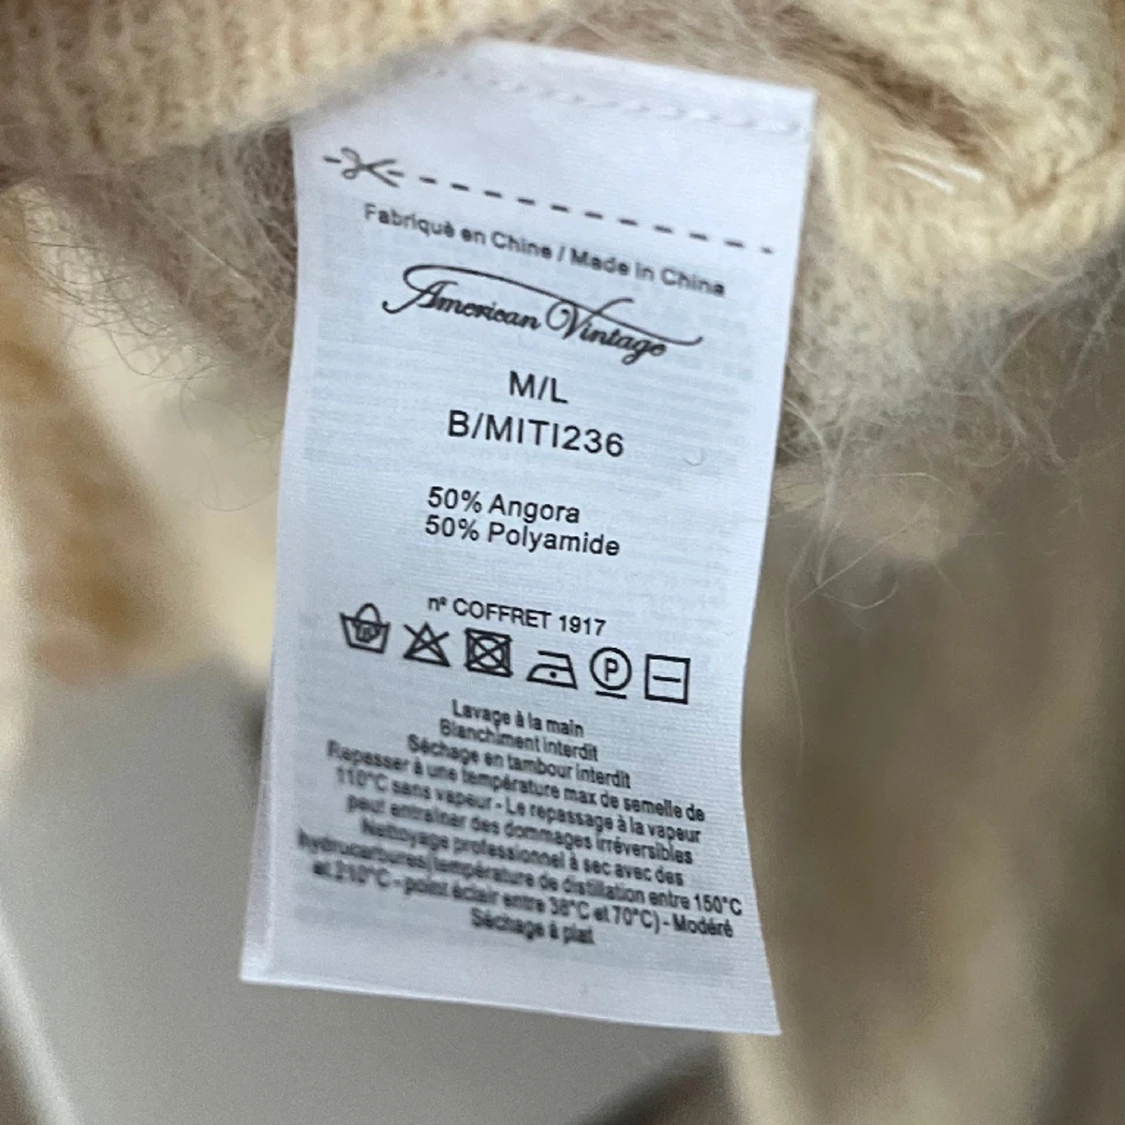 Fabriquè en Chine / Made in China
American Vintage
M/L
B/MITI236
50% Angora
50% Polyamide
n° COFFRET 1917
P
Lavage à la main
Blanchiment interdit
Séchage en tambour interdit
Repasser à une température max de semelle de
110°C sans vapeur - Le repassage à la vapeur
peut entraîner des dommages irréversibles
Nettoyage professionnel à sec avec des
hydrocarbures(température de distillation entre 150°C
et 210°C - point éclair entre 38°C et 70°C) - Modéré
Séchage à plat